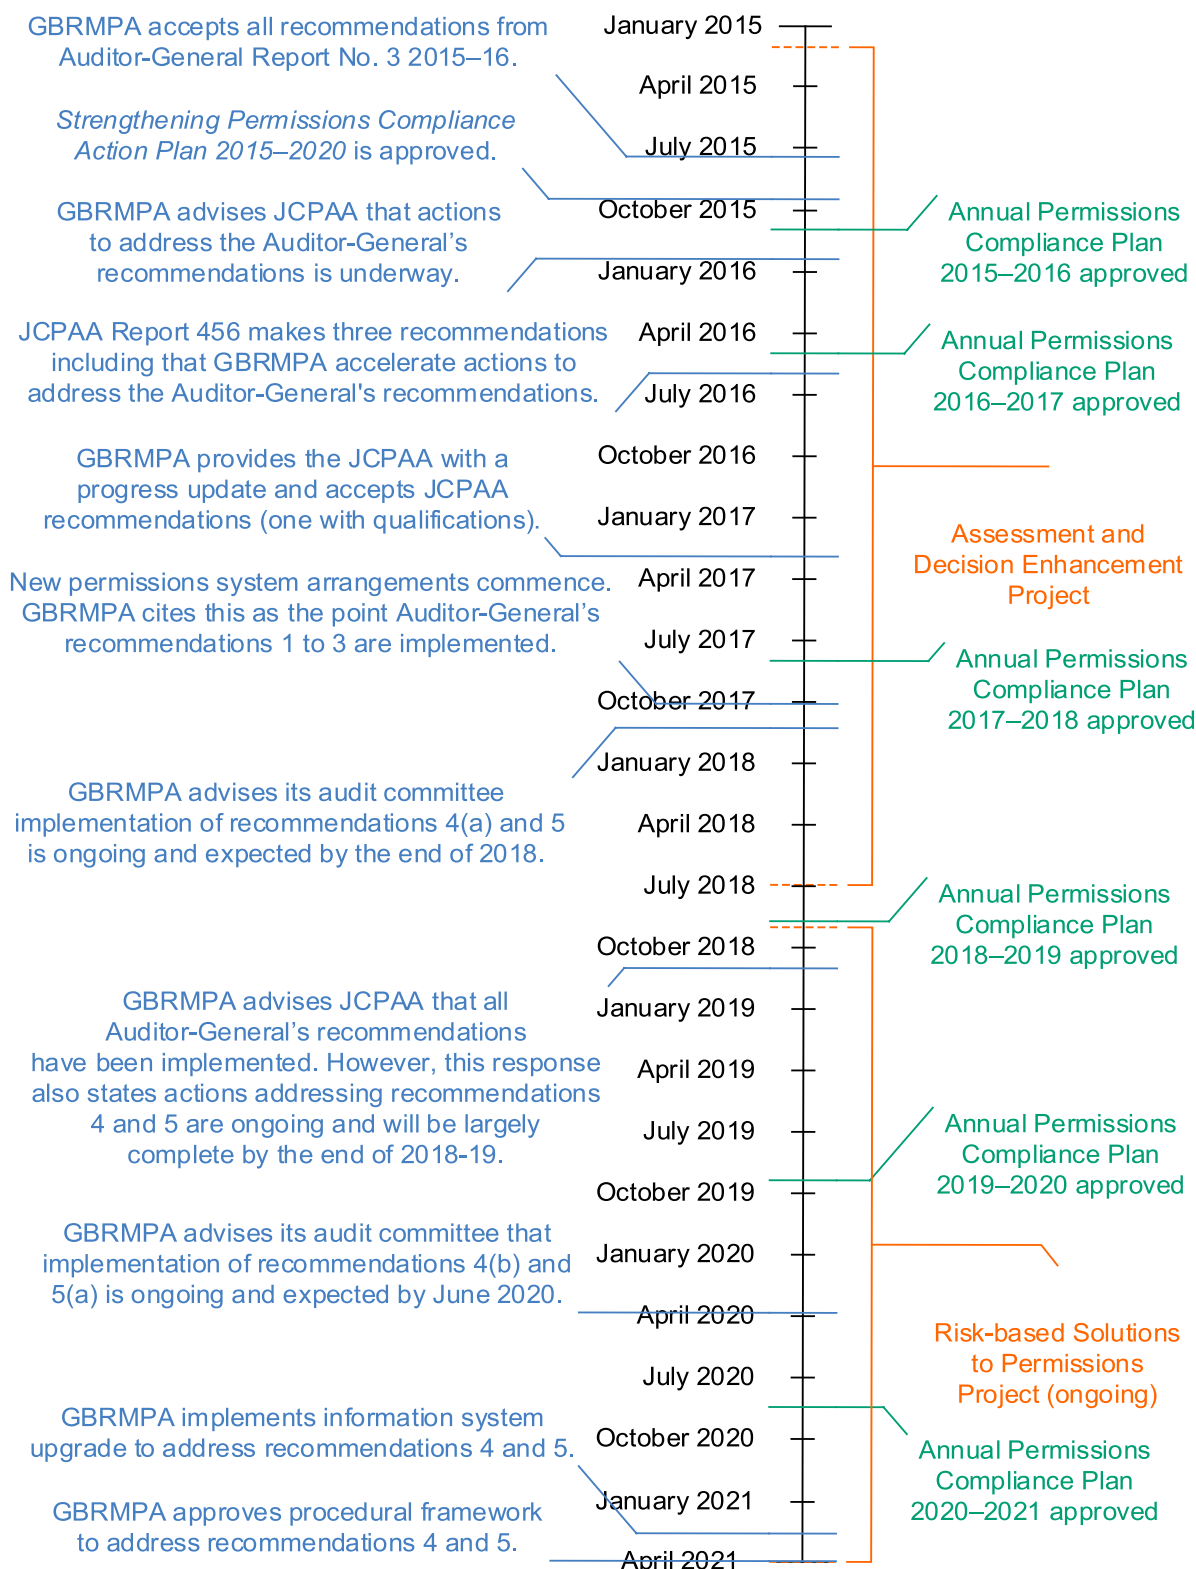 GBRMPA accepts all recommendations from
Auditor-General Report No. 3 2015–16.
Strengthening Permissions Compliance
Action Plan 2015–2020 is approved.
GBRMPA advises JCPAA that actions
to address the Auditor-General’s
recommendations is underway.
JCPAA Report 456 makes three recommendations
including that GBRMPA accelerate actions to
address the Auditor-General's recommendations.
GBRMPA provides the JCPAA with a
progress update and accepts JCPAA
recommendations (one with qualifications).
New permissions system arrangements commence.
GBRMPA cites this as the point Auditor-General’s
recommendations 1 to 3 are implemented.
GBRMPA advises its audit committee
implementation of recommendations 4(a) and 5
is ongoing and expected by the end of 2018.
GBRMPA advises JCPAA that all
Auditor-General’s recommendations
have been implemented. However, this response
also states actions addressing recommendations
4 and 5 are ongoing and will be largely
complete by the end of 2018-19.
GBRMPA advises its audit committee that
implementation of recommendations 4(b) and
5(a) is ongoing and expected by June 2020.
GBRMPA implements information system
upgrade to address recommendations 4 and 5.
GBRMPA approves procedural framework
to address recommendations 4 and 5.
January 2015
April 2015
July 2015
October 2015
January 2016
April 2016
July 2016
October 2016
January 2017
April 2017
July 2017
October 2017
January 2018
April 2018
July 2018
October 2018
January 2019
April 2019
July 2019
October 2019
January 2020
April 2020
July 2020
October 2020
January 2021
April 2021
Annual Permissions
Compliance Plan
2015–2016 approved
Annual Permissions
Compliance Plan
2016–2017 approved
Assessment and
Decision Enhancement
Project
Annual Permissions
Compliance Plan
2017–2018 approved
Annual Permissions
Compliance Plan
2018–2019 approved
Annual Permissions
Compliance Plan
2019–2020 approved
Risk-based Solutions
to Permissions
Project (ongoing)
Annual Permissions
Compliance Plan
2020–2021 approved